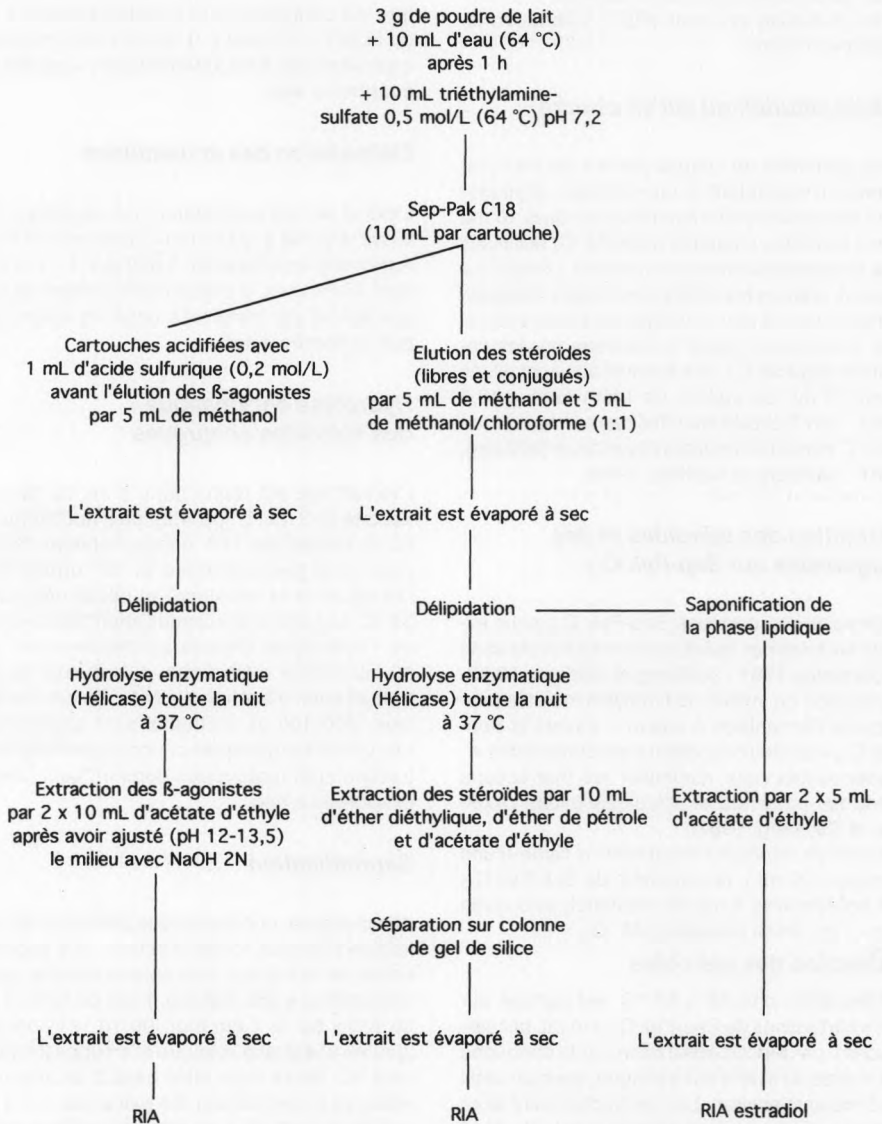 3 g de poudre de lait
+ 10 mL d'eau (64 °C)
après 1 h
+ 10 mL triéthylamine-
sulfate 0,5 mol/L (64 °C) pH 7,2
Sep-Pak C18
(10 mL par cartouche)
Cartouches acidifiées avec
1 mL d'acide sulfurique (0,2 mol/L)
avant l'élution des ß-agonistes
par 5 mL de méthanol
Elution des stéroïdes
(libres et conjugués)
par 5 mL de méthanol et 5 mL
de méthanol/chloroforme (1:1)
L'extrait est évaporé à sec
L'extrait est évaporé à sec
Délipidation
Délipidation
Saponification de
la phase lipidique
Hydrolyse enzymatique
(Hélicase) toute la nuit
à 37 °C
Hydrolyse enzymatique
(Hélicase) toute la nuit
à 37 °C
Extraction des ß-agonistes
par 2 x 10 mL d'acétate d'éthyle
après avoir ajusté (pH 12-13,5)
le milieu avec NaOH 2N
Extraction des stéroïdes par 10 mL
d'éther diéthylique, d'éther de pétrole
et d'acétate d'éthyle
Extraction par 2 x 5 mL
d'acétate d'éthyle
Séparation sur colonne
de gel de silice
L'extrait est évaporé à sec
L'extrait est évaporé à sec
L'extrait est évaporé à sec
RIA
RIA
RIA estradiol